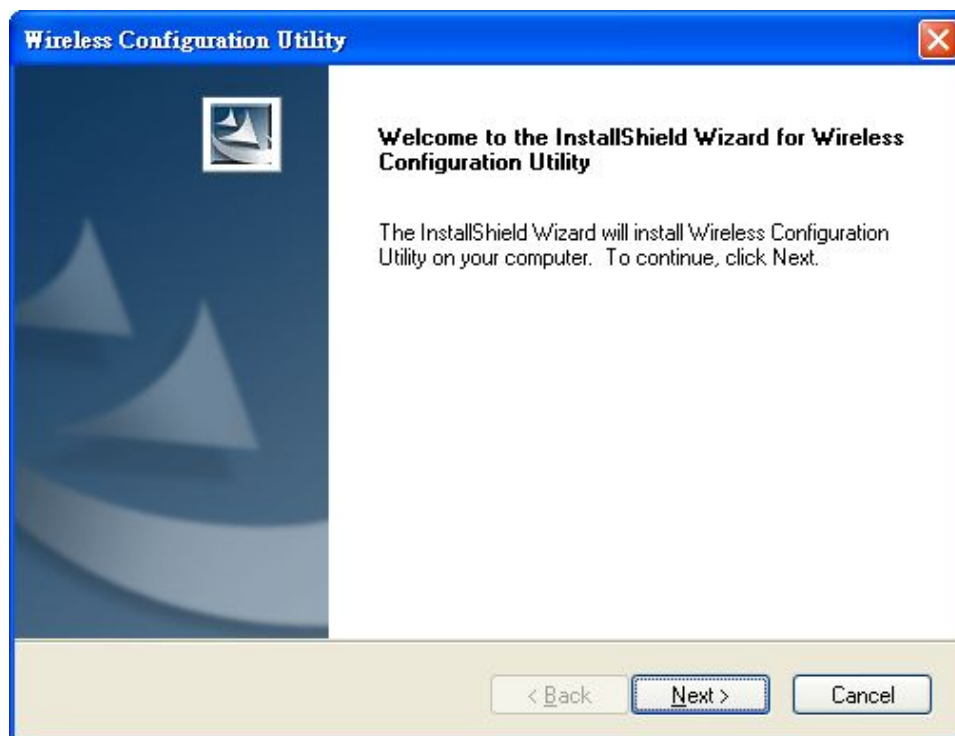 Wireless Configuration Utility
Welcome to the InstallShield Wizard for Wireless
Configuration Utility
The InstallShield Wizard will install Wireless Configuration
Utility on your computer.  To continue, click Next.
< Back
Next >
Cancel